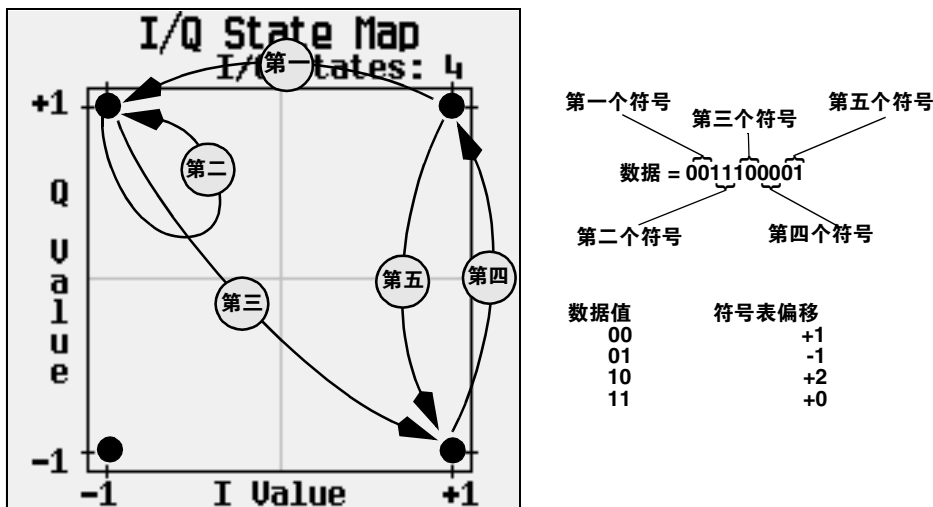 I/Q State Map
I/Q States: 4
第一
+1
第二
Q Value
第三
第五
第四
-1
-1
I Value
+1
第一个符号
第三个符号
第五个符号
数据 = 0011100001
第二个符号
第四个符号
数据值 符号表偏移
00 +1
01 -1
10 +2
11 +0